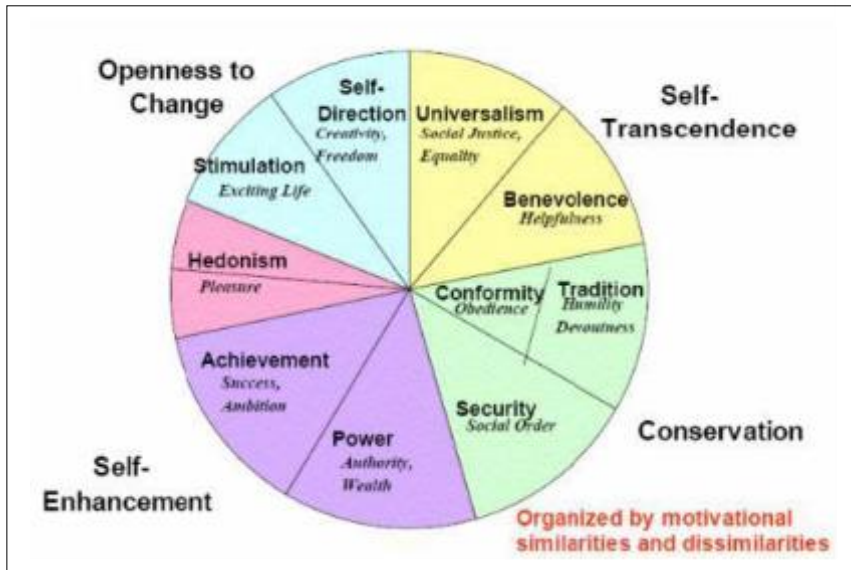 Openness to
Change
Self-
Direction
Creativity,
Freedom
Universalism
Social Justice,
Equality
Self-
Transcendence
Stimulation
Exciting Life
Benevolence
Helpfulness
Hedonism
Pleasure
Conformity
Obedience
Tradition
Humility
Devoutness
Achievement
Success,
Ambition
Security
Social Order
Conservation
Power
Authority,
Wealth
Self-
Enhancement
Organized by motivational
similarities and dissimilarities